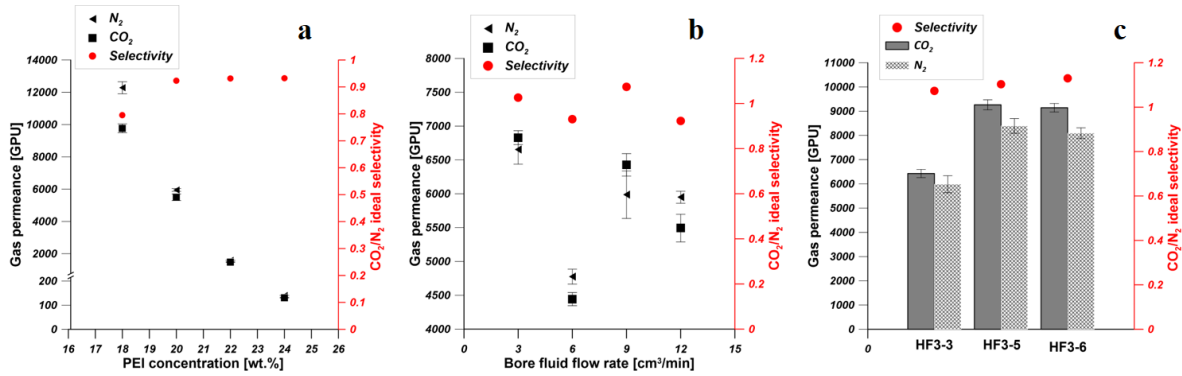 N2
CO2
Selectivity
a
14000
12000
10000
8000
6000
4000
2000
200
100
0
Gas permeance [GPU]
16 17 18 19 20 21 22 23 24 25 26
PEI concentration [wt.%]
1
0.9
0.8
0.7
0.6
0.5
0.4
0.3
0.2
0.1
0
CO2/N2 ideal selectivity
N2
CO2
Selectivity
b
8000
7500
7000
6500
6000
5500
5000
4500
4000
Gas permeance [GPU]
0 3 6 9 12 15
Bore fluid flow rate [cm³/min]
1.2
1
0.8
0.6
0.4
0.2
0
CO2/N2 ideal selectivity
Selectivity
CO2
N2
c
11000
10000
9000
8000
7000
6000
5000
4000
3000
2000
1000
0
Gas permeance [GPU]
0 HF3-3 HF3-5 HF3-6
1.2
1
0.8
0.6
0.4
0.2
0
CO2/N2 ideal selectivity